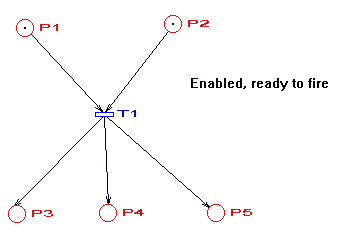 P1
P2
Enabled, ready to fire
T1
P3
P4
P5